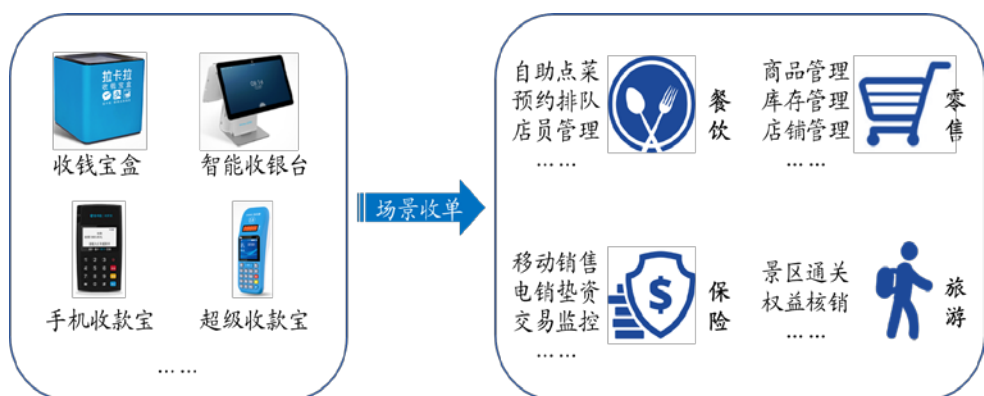 拉卡拉
收钱宝盒
收钱宝盒
智能收银台
手机收款宝
超级收款宝
……
场景收单
自助点菜
预约排队
店员管理
……
餐饮
商品管理
库存管理
店铺管理
……
零售
移动销售
电销垫资
交易监控
……
保险
景区通关
权益核销
……
旅游